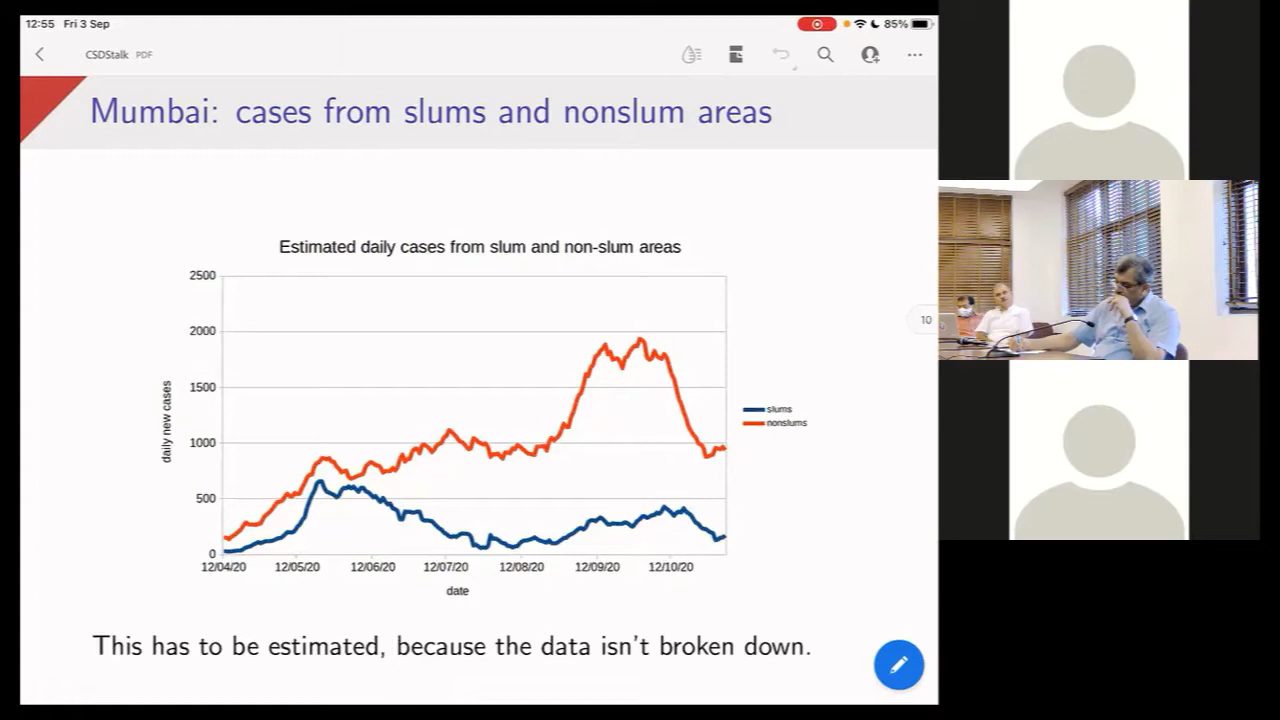 12:55 Fri 3 Sep
85%
CSDStalk PDF
Mumbai: cases from slums and nonslum areas
Estimated daily cases from slum and non-slum areas
2500
2000
1500
1000
500
0
daily new cases
12/04/20 12/05/20 12/06/20 12/07/20 12/08/20 12/09/20 12/10/20
date
slums
nonslums
10
This has to be estimated, because the data isn't broken down.